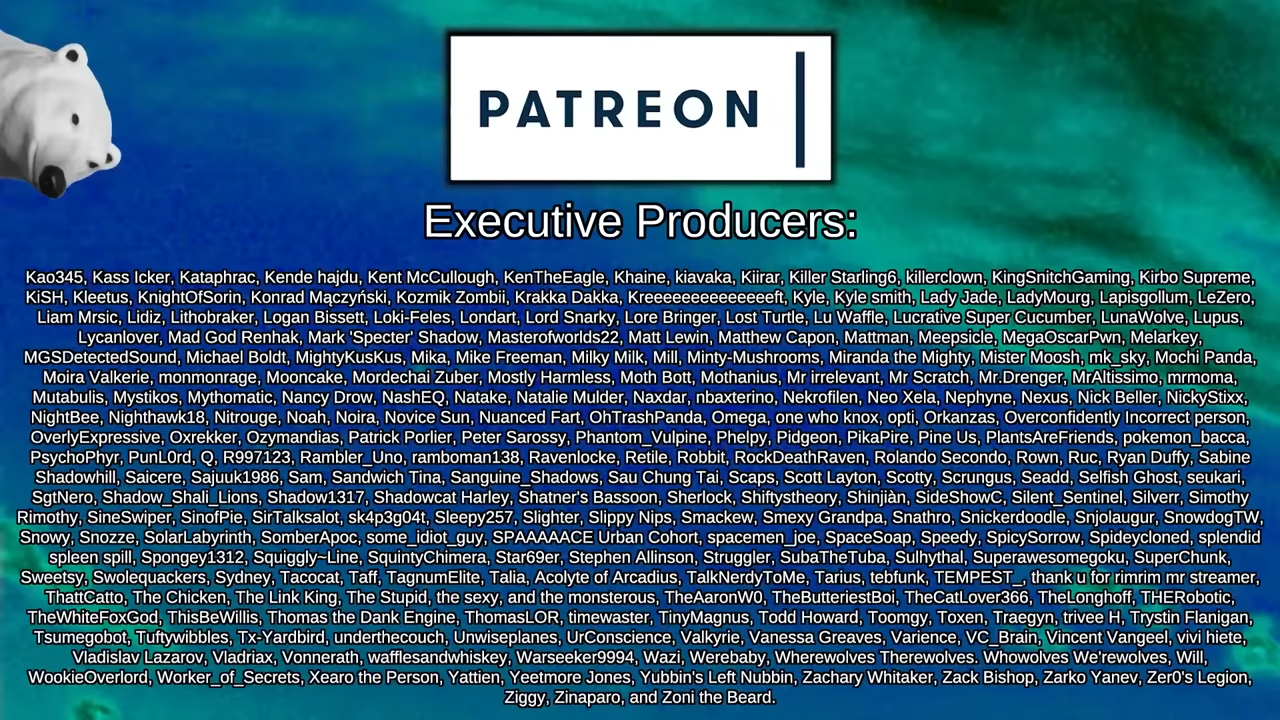 PATREON
Executive Producers:
Kao345, Kass Icker, Kataphrac, Kende hajdu, Kent McCullough, KenTheEagle, Khaine, kiavaka, Kiirar, Killer Starling6, killerclown, KingSnitchGaming, Kirbo Supreme,
KiSH, Kleetus, KnightOfSorin, Konrad Mączyński, Kozmik Zombii, Krakka Dakka, Kreeeeeeeeeeeeeeft, Kyle, Kyle smith, Lady Jade, LadyMourg, Lapisgollum, LeZero,
Liam Mrsic, Lidiz, Lithobraker, Logan Bissett, Loki-Feles, Londart, Lord Snarky, Lore Bringer, Lost Turtle, Lu Waffle, Lucrative Super Cucumber, LunaWolve, Lupus,
Lycanlover, Mad God Renhak, Mark 'Specter' Shadow, Masterofworlds22, Matt Lewin, Matthew Capon, Mattman, Meepsicle, MegaOscarPwn, Melarkey,
MGSDetectedSound, Michael Boldt, MightyKusKus, Mika, Mike Freeman, Milky Milk, Mill, Minty-Mushrooms, Miranda the Mighty, Mister Moosh, mk_sky, Mochi Panda,
Moira Valkerie, monmonrage, Mooncake, Mordechai Zuber, Mostly Harmless, Moth Bott, Mothanius, Mr irrelevant, Mr Scratch, Mr.Drenger, MrAltissimo, mrmoma,
Mutabulis, Mystikos, Mythomatic, Nancy Drow, NashEQ, Natake, Natalie Mulder, Naxdar, nbaxterino, Nekrofilen, Neo Xela, Nephyne, Nexus, Nick Beller, NickyStixx,
NightBee, Nighthawk18, Nitrouge, Noah, Noira, Novice Sun, Nuanced Fart, OhTrashPanda, Omega, one who knox, opti, Orkanzas, Overconfidently Incorrect person,
OverlyExpressive, Oxrekker, Ozymandias, Patrick Porlier, Peter Sarossy, Phantom_Vulpine, Phelpy, Pidgeon, PikaPire, Pine Us, PlantsAreFriends, pokemon_bacca,
PsychoPhyr, PunL0rd, Q, R997123, Rambler_Uno, ramboman138, Ravenlocke, Retile, Robbit, RockDeathRaven, Rolando Secondo, Rown, Ruc, Ryan Duffy, Sabine
Shadowhill, Saicere, Sajuuk1986, Sam, Sandwich Tina, Sanguine_Shadows, Sau Chung Tai, Scaps, Scott Layton, Scotty, Scrungus, Seadd, Selfish Ghost, seukari,
SgtNero, Shadow_Shali_Lions, Shadow1317, Shadowcat Harley, Shatner's Bassoon, Sherlock, Shiftystheory, Shinjiàn, SideShowC, Silent_Sentinel, Silverr, Simothy
Rimothy, SineSwiper, SinofPie, SirTalksalot, sk4p3g04t, Sleepy257, Slighter, Slippy Nips, Smackew, Smexy Grandpa, Snathro, Snickerdoodle, Snjolaugur, SnowdogTW,
Snowy, Snozze, SolarLabyrinth, SomberApoc, some_idiot_guy, SPAAAAACE Urban Cohort, spacemen_joe, SpaceSoap, Speedy, SpicySorrow, Spideycloned, splendid
spleen spill, Spongey1312, Squiggly~Line, SquintyChimera, Star69er, Stephen Allinson, Struggler, SubaTheTuba, Sulhythal, Superawesomegoku, SuperChunk,
Sweetsy, Swolequackers, Sydney, Tacocat, Taff, TagnumElite, Talia, Acolyte of Arcadius, TalkNerdyToMe, Tarius, tebfunk, TEMPEST_, thank u for rimrim mr streamer,
ThattCatto, The Chicken, The Link King, The Stupid, the sexy, and the monsterous, TheAaronW0, TheButteriestBoi, TheCatLover366, TheLonghoff, THERobotic,
TheWhiteFoxGod, ThisBeWillis, Thomas the Dank Engine, ThomasLOR, timewaster, TinyMagnus, Todd Howard, Toomgy, Toxen, Traegyn, trivee H, Trystin Flanigan,
Tsumegobot, Tuftywibbles, Tx-Yardbird, underthecouch, Unwiseplanes, UrConscience, Valkyrie, Vanessa Greaves, Varience, VC_Brain, Vincent Vangeel, vivi hiete,
Vladislav Lazarov, Vladriax, Vonnerath, wafflesandwhiskey, Warseeker9994, Wazi, Werebaby, Wherewolves Therewolves. Whowolves We'rewolves, Will,
WookieOverlord, Worker_of_Secrets, Xearo the Person, Yattien, Yeetmore Jones, Yubbin's Left Nubbin, Zachary Whitaker, Zack Bishop, Zarko Yanev, Zer0's Legion,
Ziggy, Zinaparo, and Zoni the Beard.